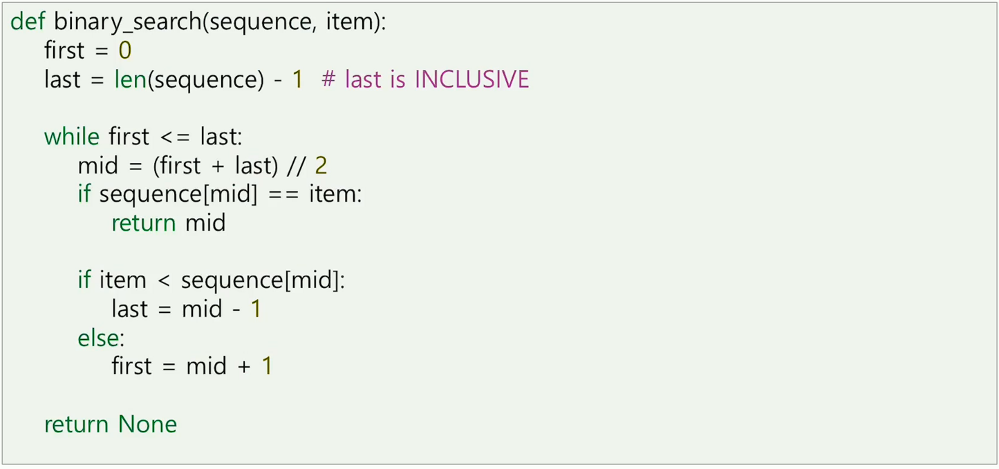 def binary_search(sequence, item):
    first = 0
    last = len(sequence) - 1  # last is INCLUSIVE

    while first <= last:
        mid = (first + last) // 2
        if sequence[mid] == item:
            return mid

        if item < sequence[mid]:
            last = mid - 1
        else:
            first = mid + 1

    return None